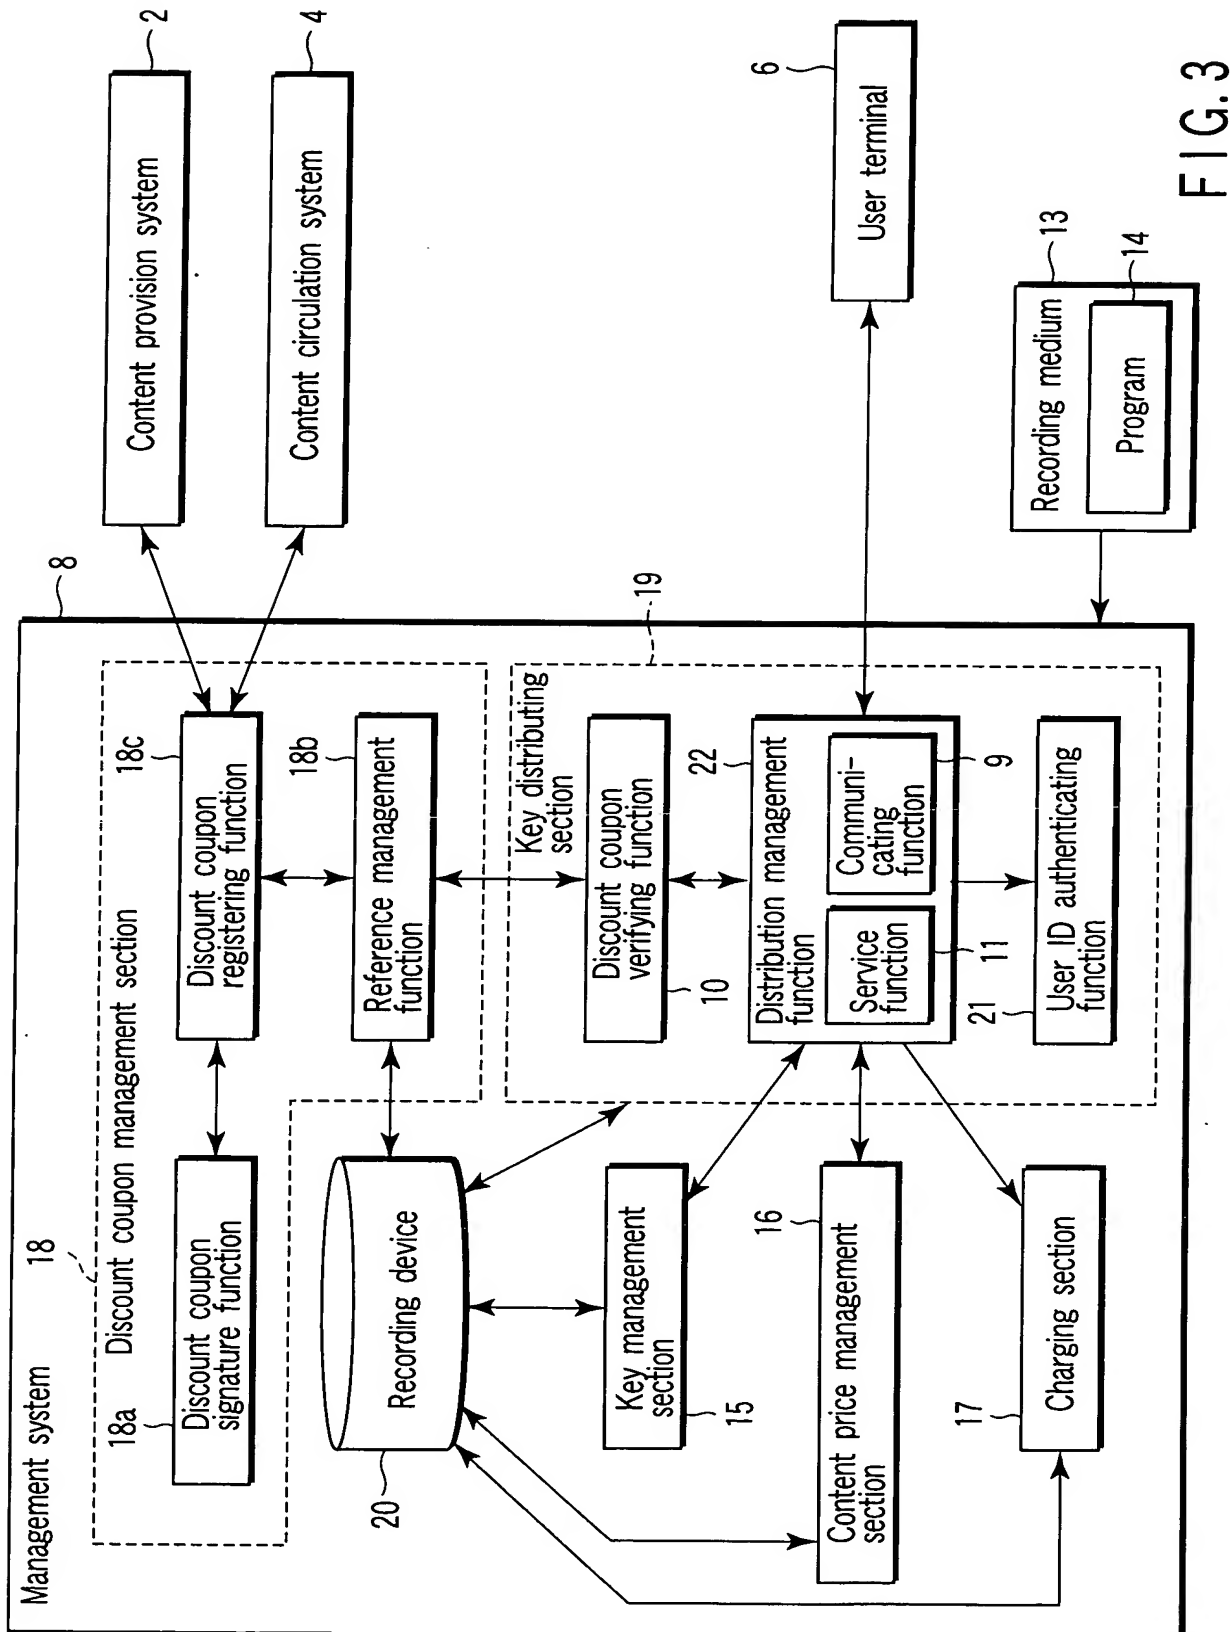 Management system
8
18
Discount coupon management section
18a
Discount coupon
signature function
18c
Discount coupon
registering function
18b
Reference management
function
2
Content provision system
4
Content circulation system
20
Recording device
19
Key distributing
section
Discount coupon
verifying function
10
22
Distribution management
function
Service
function
11
Communi-
cating
function
9
21
User ID authenticating
function
6
User terminal
Key management
section
15
16
Content price management
section
17
Charging section
13
Recording medium
14
Program
FIG. 3